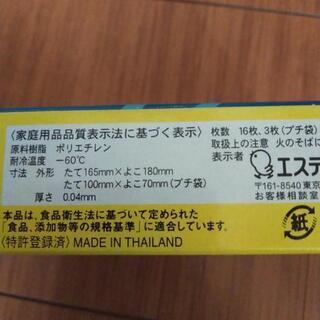 〈家庭用品品質表示法に基づく表示〉
原料樹脂 ポリエチレン
耐冷温度 −60℃
寸法 外形 たて165mm×よこ180mm
たて100mm×よこ70mm(プチ袋)
厚さ 0.04mm
本品は、食品衛生法に基づいて定められた
「食品、添加物等の規格基準」に適合しています。
〈特許登録済〉MADE IN THAILAND
枚数 16枚、3枚(プチ袋)
取扱上の注意 火のそばに
表示者
エステ
〒161-8540 東京
お客様相談室
紙